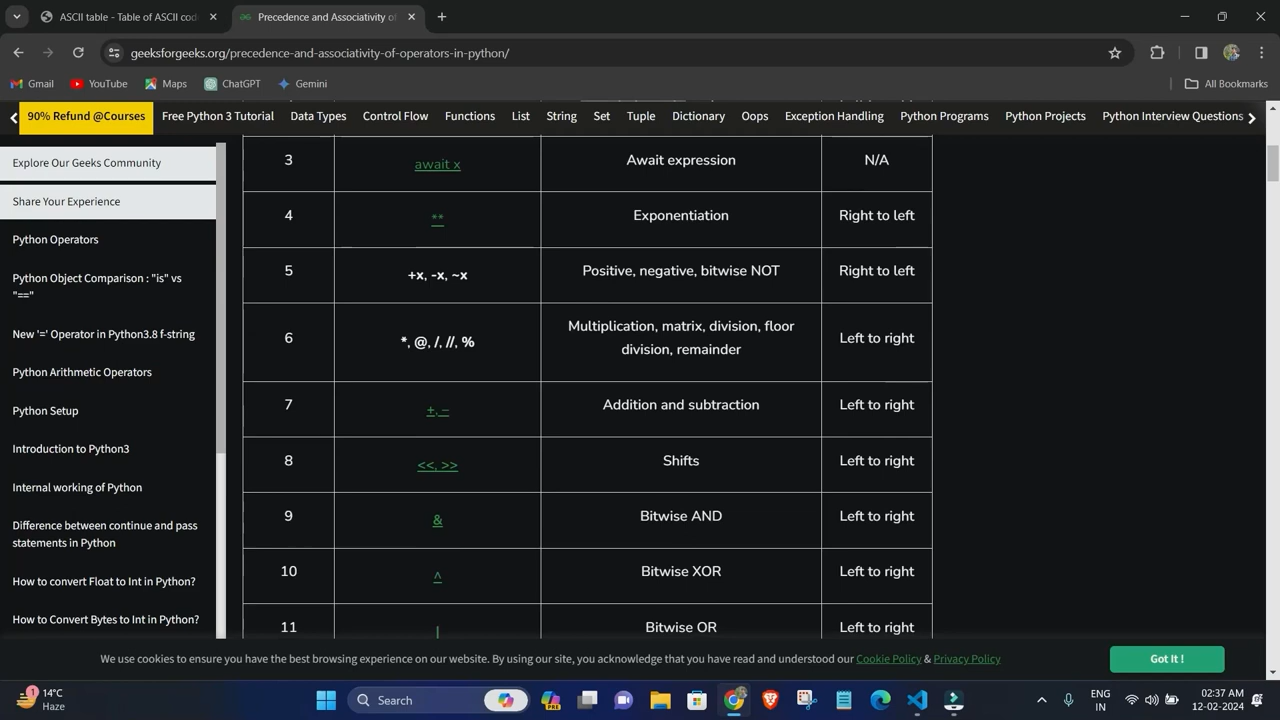 ASCII table - Table of ASCII cod
Precedence and Associativity of
geeksforgeeks.org/precedence-and-associativity-of-operators-in-python/
Gmail YouTube Maps ChatGPT Gemini All Bookmarks
90% Refund @Courses Free Python 3 Tutorial Data Types Control Flow Functions List String Set Tuple Dictionary Oops Exception Handling Python Programs Python Projects Python Interview Questions
Explore Our Geeks Community
Share Your Experience
Python Operators
Python Object Comparison : "is" vs
"=="
New '=' Operator in Python3.8 f-string
Python Arithmetic Operators
Python Setup
Introduction to Python3
Internal working of Python
Difference between continue and pass
statements in Python
How to convert Float to Int in Python?
How to Convert Bytes to Int in Python?
3 await x Await expression N/A
4 ** Exponentiation Right to left
5 +x, -x, ~x Positive, negative, bitwise NOT Right to left
6 *, @, /, //, % Multiplication, matrix, division, floor
division, remainder Left to right
7 +, – Addition and subtraction Left to right
8 <<, >> Shifts Left to right
9 & Bitwise AND Left to right
10 ^ Bitwise XOR Left to right
11 | Bitwise OR Left to right
We use cookies to ensure you have the best browsing experience on our website. By using our site, you acknowledge that you have read and understood our Cookie Policy & Privacy Policy
Got It !
1
14°C
Haze
Search
PRE
ENG
IN
02:37 AM
12-02-2024